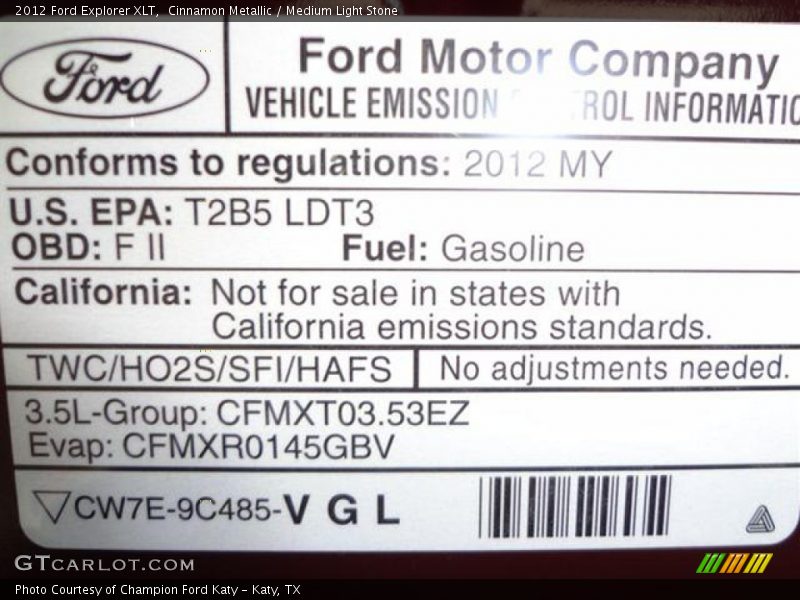 2012 Ford Explorer XLT, Cinnamon Metallic / Medium Light Stone
Ford
Ford Motor Company
VEHICLE EMISSION INFORMATIO
Conforms to regulations: 2012 MY
U.S. EPA: T2B5 LDT3
OBD: F II Fuel: Gasoline
California: Not for sale in states with
California emissions standards.
TWC/HO2S/SFI/HAFS No adjustments needed.
3.5L-Group: CFMXT03.53EZ
Evap: CFMXR0145GBV
CW7E-9C485-V G L
GTCARLOT.COM
Photo Courtesy of Champion Ford Katy - Katy, TX